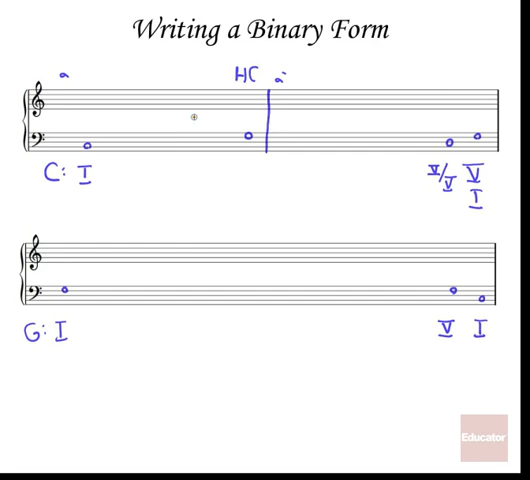 Writing a Binary Form
a HC a'
C: I V/V V
I
G: I V I
Educator